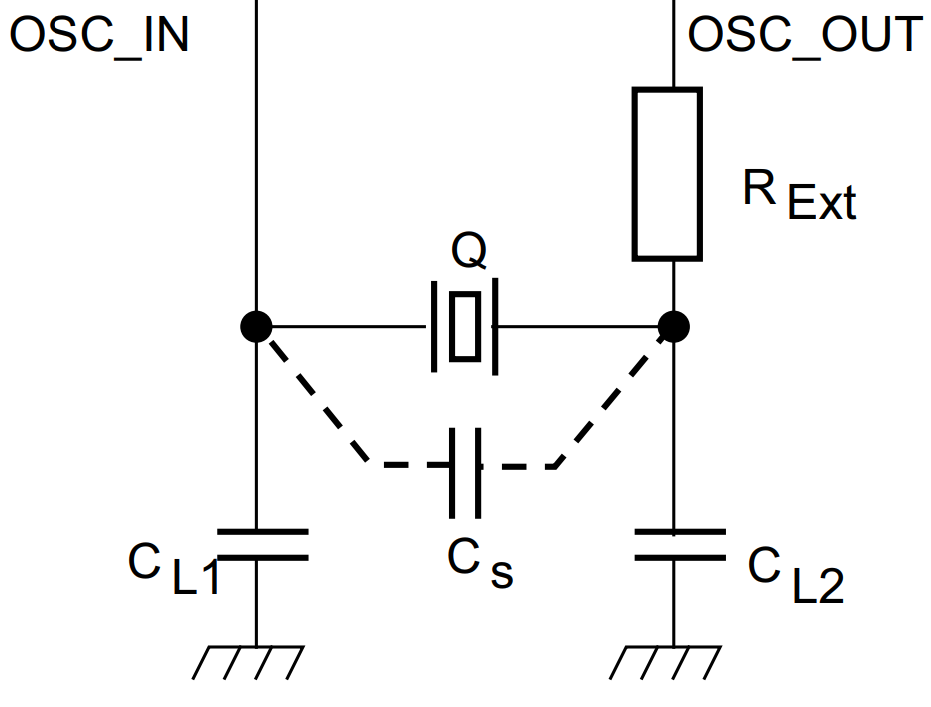 OSC_IN
OSC_OUT
R Ext
Q
C L1
C s
C L2